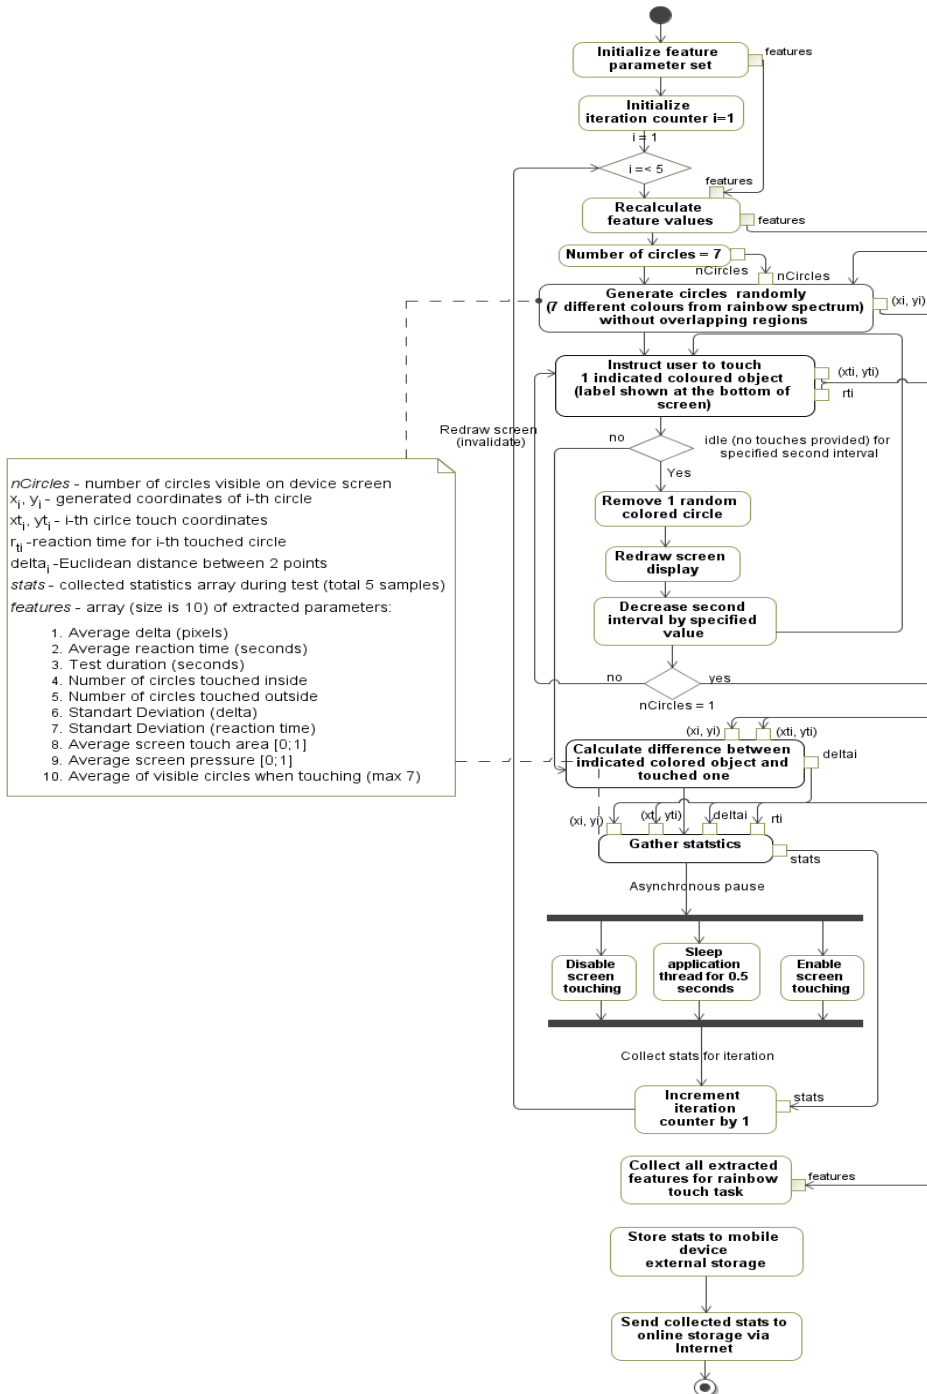 Initialize feature
parameter set
features
Initialize
iteration counter i=1
i = 1
i =< 5
features
Recalculate
feature values
features
Number of circles = 7
nCircles
nCircles
Generate circles randomly
(7 different colours from rainbow spectrum)
without overlapping regions
(xi, yi)
Instruct user to touch
1 indicated coloured object
(label shown at the bottom of
screen)
(xti, yti)
rti
Redraw screen
(invalidate)
no
idle (no touches provided) for
specified second interval
Yes
Remove 1 random
colored circle
Redraw screen
display
Decrease second
interval by specified
value
no
yes
nCircles = 1
nCircles - number of circles visible on device screen
xi, yi - generated coordinates of i-th circle
xti, yti - i-th cirlce touch coordinates
rti -reaction time for i-th touched circle
deltai -Euclidean distance between 2 points
stats - collected statistics array during test (total 5 samples)
features - array (size is 10) of extracted parameters:
1. Average delta (pixels)
2. Average reaction time (seconds)
3. Test duration (seconds)
4. Number of circles touched inside
5. Number of circles touched outside
6. Standart Deviation (delta)
7. Standart Deviation (reaction time)
8. Average screen touch area [0;1]
9. Average screen pressure [0;1]
10. Average of visible circles when touching (max 7)
(xi, yi)
(xti, yti)
Calculate difference between
indicated colored object and
touched one
deltai
(xi, yi)
(xt, yti)
deltai
rti
Gather statstics
stats
Asynchronous pause
Disable
screen
touching
Sleep
application
thread for 0.5
seconds
Enable
screen
touching
Collect stats for iteration
Increment
iteration
counter by 1
stats
Collect all extracted
features for rainbow
touch task
features
Store stats to mobile
device
external storage
Send collected stats to
online storage via
Internet